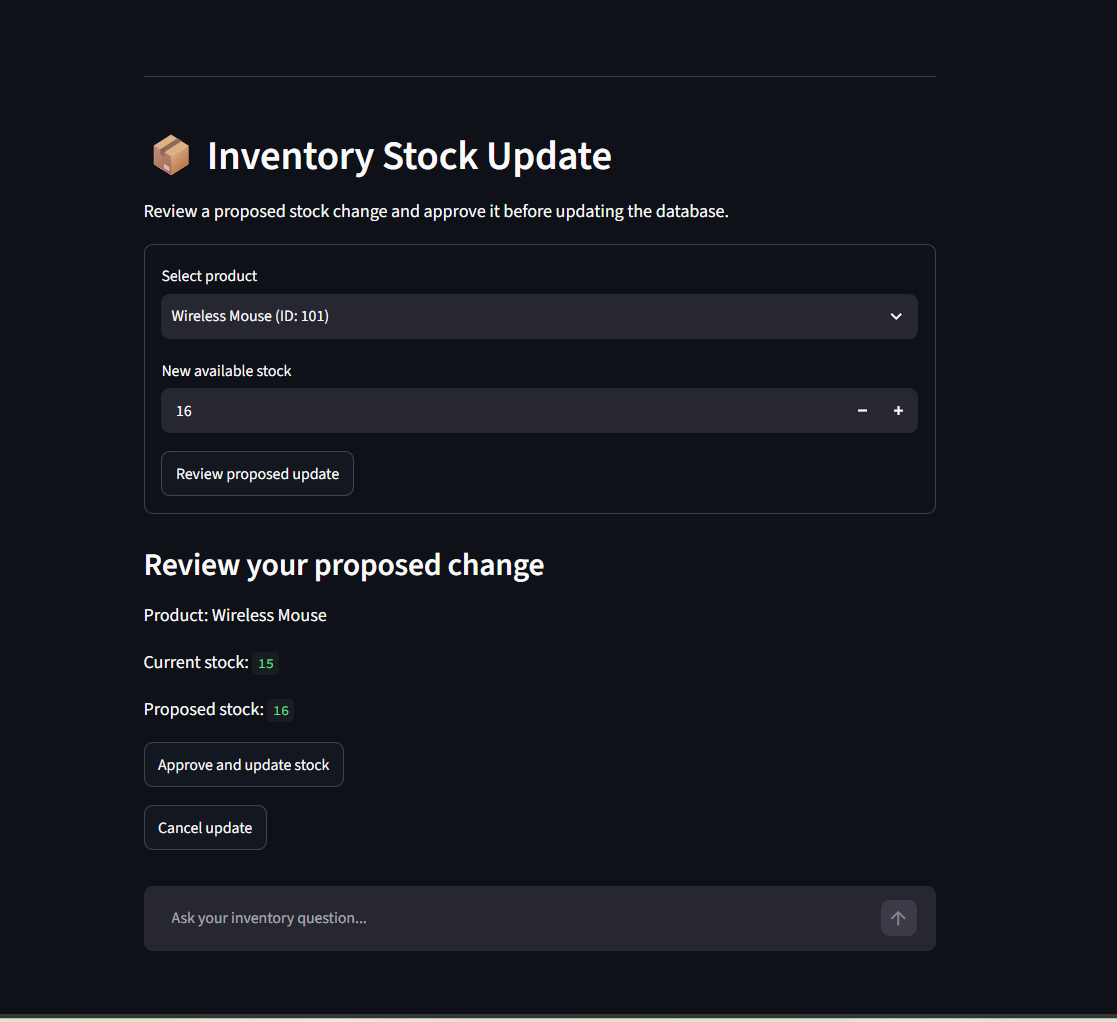 Inventory Stock Update
Review a proposed stock change and approve it before updating the database.
Select product
Wireless Mouse (ID: 101)
New available stock
16
Review proposed update
Review your proposed change
Product: Wireless Mouse
Current stock: 15
Proposed stock: 16
Approve and update stock
Cancel update
Ask your inventory question...